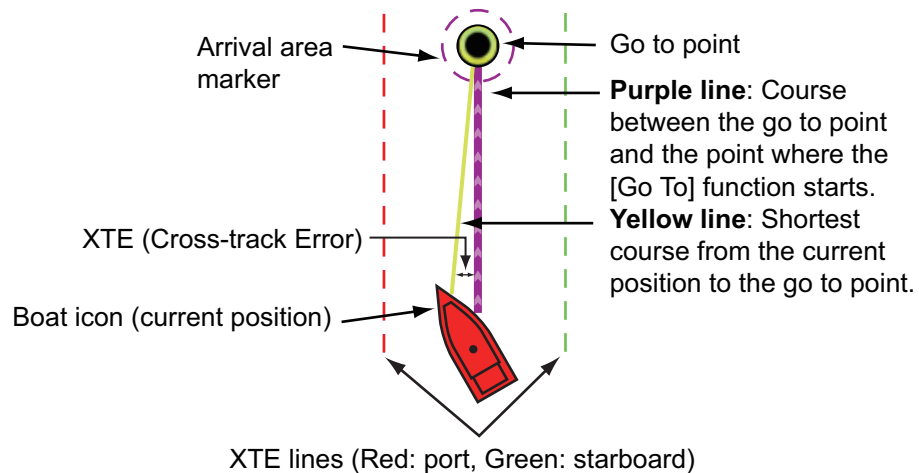 Arrival area
marker
Go to point
Purple line: Course
between the go to point
and the point where the
[Go To] function starts.
Yellow line: Shortest
course from the current
position to the go to point.
XTE (Cross-track Error)
Boat icon (current position)
XTE lines (Red: port, Green: starboard)